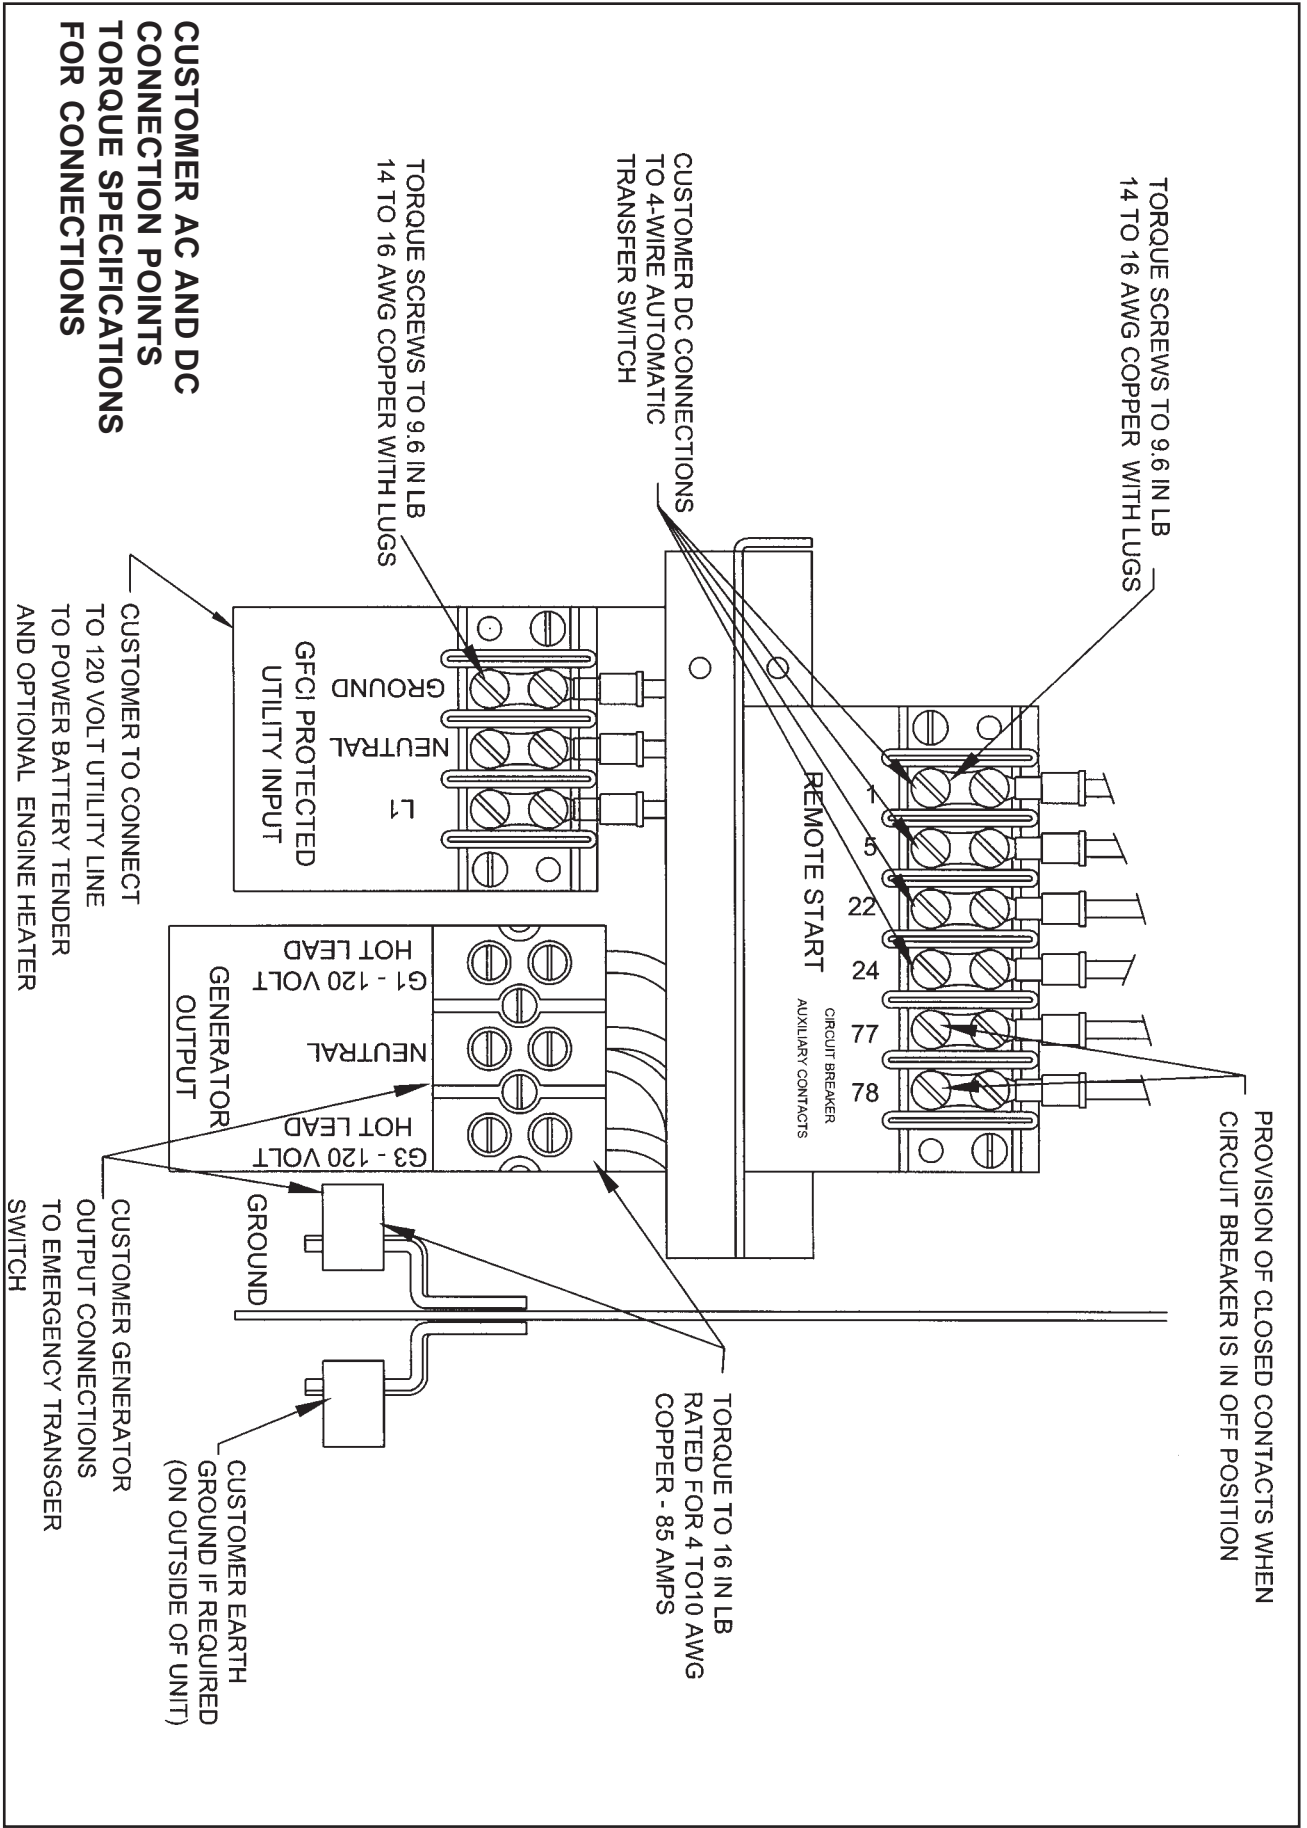 PROVISION OF CLOSED CONTACTS WHEN
CIRCUIT BREAKER IS IN OFF POSITION
TORQUE SCREWS TO 9.6 IN LB
14 TO 16 AWG COPPER WITH LUGS
1
5
22
24
77
78
REMOTE START
CIRCUIT BREAKER
AUXILIARY CONTACTS
CUSTOMER DC CONNECTIONS
TO 4-WIRE AUTOMATIC
TRANSFER SWITCH
TORQUE TO 16 IN LB
RATED FOR 4 TO10 AWG
COPPER - 85 AMPS
TORQUE SCREWS TO 9.6 IN LB
14 TO 16 AWG COPPER WITH LUGS
GROUND
NEUTRAL
L1
GFCI PROTECTED
UTILITY INPUT
G1 - 120 VOLT
HOT LEAD
NEUTRAL
G3 - 120 VOLT
HOT LEAD
GENERATOR
OUTPUT
GROUND
CUSTOMER EARTH
GROUND IF REQUIRED
(ON OUTSIDE OF UNIT)
CUSTOMER TO CONNECT
TO 120 VOLT UTILITY LINE
TO POWER BATTERY TENDER
AND OPTIONAL ENGINE HEATER
CUSTOMER GENERATOR
OUTPUT CONNECTIONS
TO EMERGENCY TRANSGER
SWITCH
CUSTOMER AC AND DC
CONNECTION POINTS
TORQUE SPECIFICATIONS
FOR CONNECTIONS